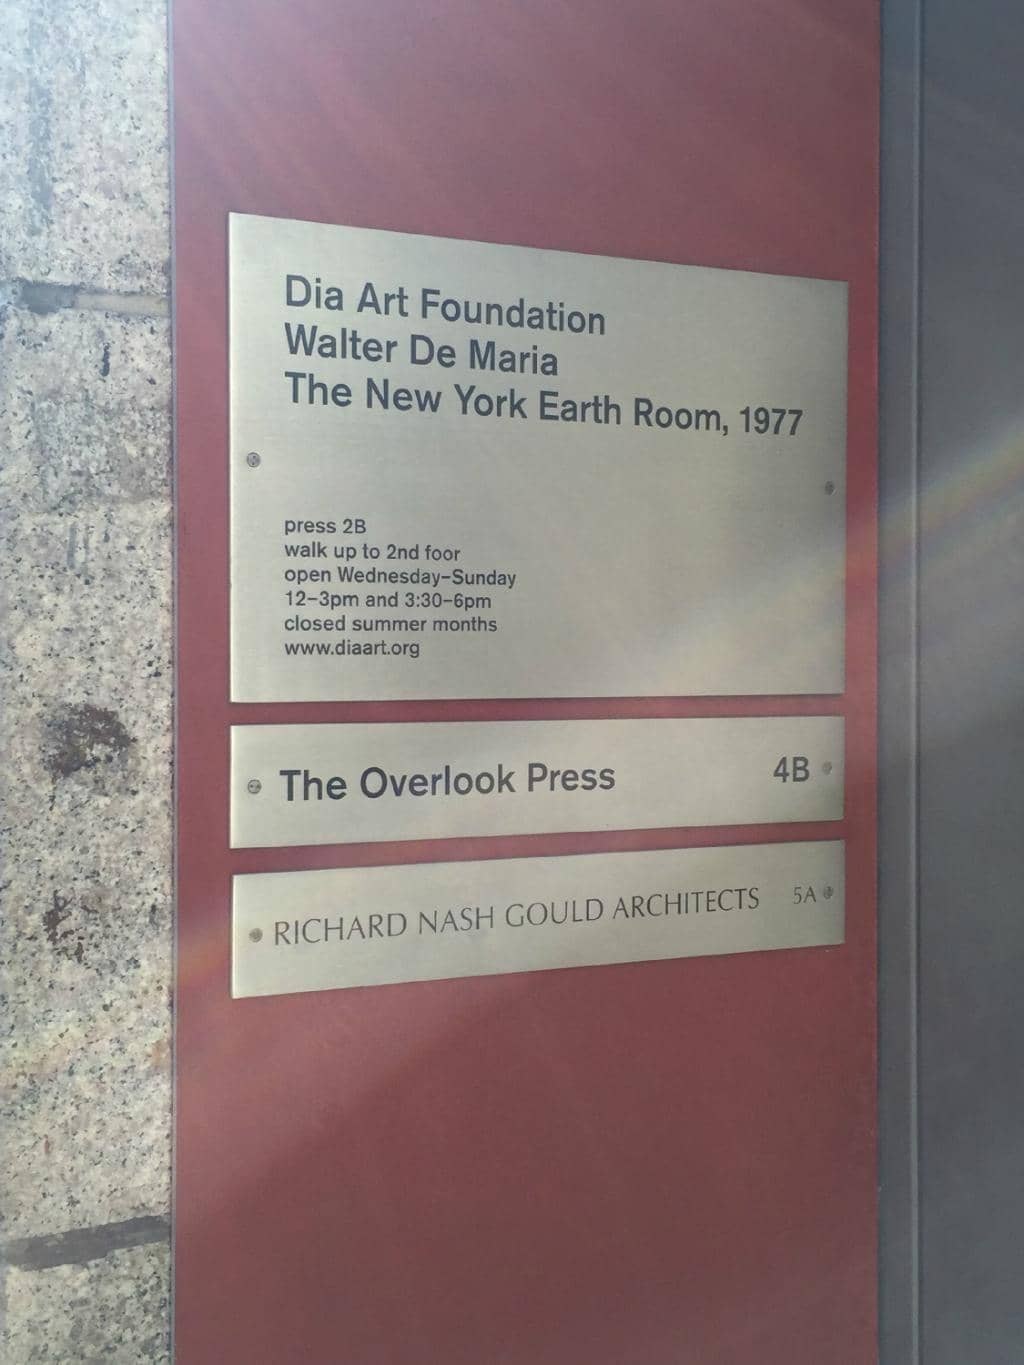 Dia Art Foundation
Walter De Maria
The New York Earth Room, 1977
press 2B
walk up to 2nd foor
open Wednesday–Sunday
12–3pm and 3:30–6pm
closed summer months
www.diaart.org
The Overlook Press 4B
RICHARD NASH GOULD ARCHITECTS 5A